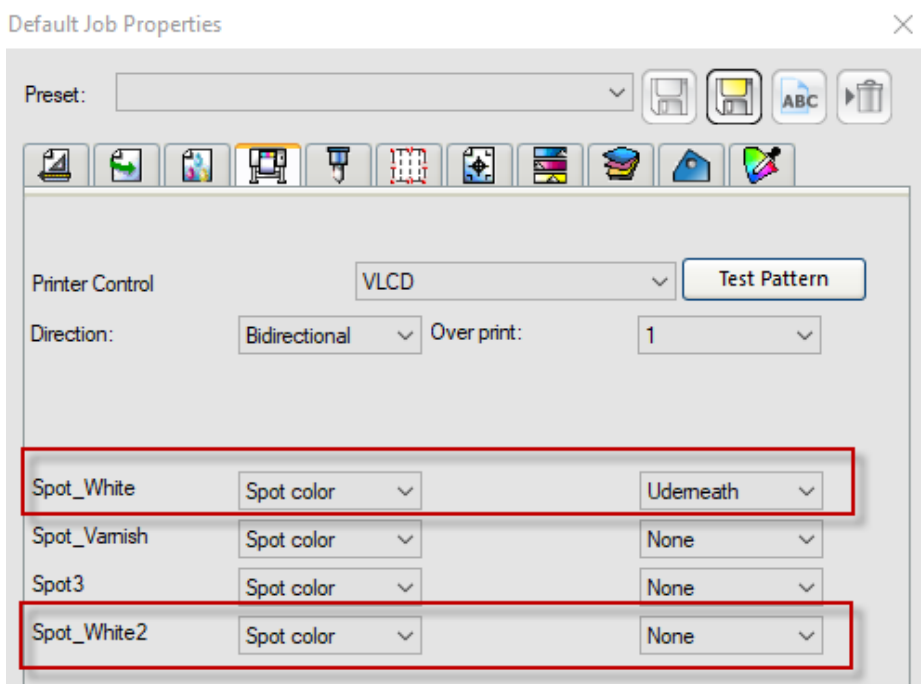 Default Job Properties
Preset:
ABC
Printer Control VLCD Test Pattern
Direction: Bidirectional Over print: 1
Spot_White Spot color Uderneath
Spot_Varnish Spot color None
Spot3 Spot color None
Spot_White2 Spot color None